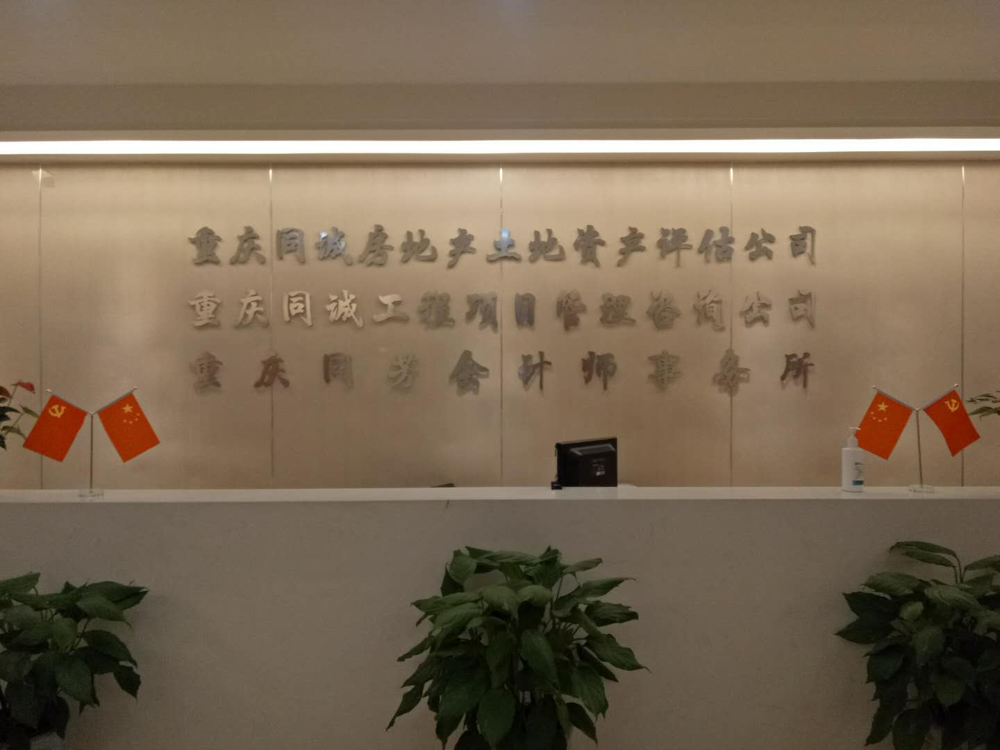 重庆同诚房地产土地资产评估公司
重庆同诚工程项目管理咨询公司
重庆同芳会计师事务所